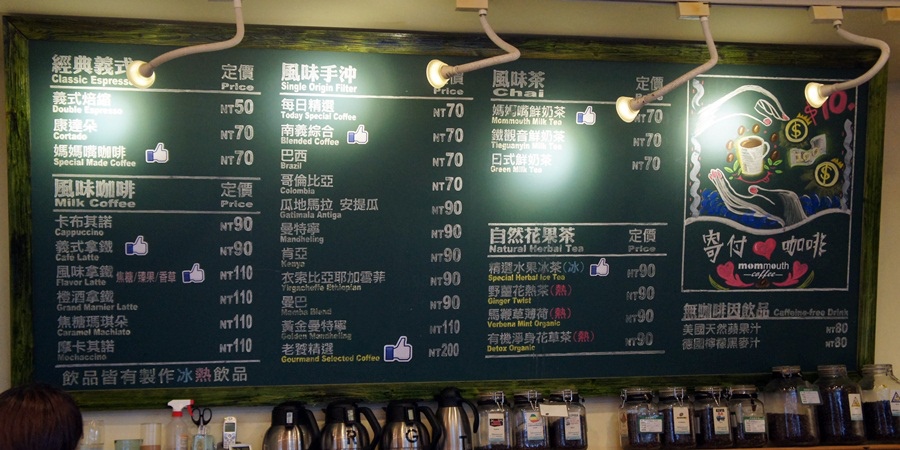 經典義式 定價
Classic Espresso Price
義式焙纖 NT50
Double Espresso
康達朵 NT70
Cortado
媽媽嘴咖啡 NT70
Special Made Coffee
風味咖啡 定價
Milk Coffee Price
卡布其諾 NT90
Cappuccino
義式拿鐵 NT90
Cafe Latte
風味拿鐵 焦糖/榛果/香草 NT110
Flavor Latte
橙酒拿鐵 NT110
Grand Marnier Latte
焦糖瑪琪朵 NT110
Caramel Machiato
摩卡其諾 NT110
Mochaccino
飲品皆有製作冰熱飲品
風味手沖 定價
Single Origin Filter Price
每日精選 NT70
Today Special Coffee
南義綜合 NT70
Blended Coffee
巴西 NT70
Brazil
哥倫比亞 NT70
Colombia
瓜地馬拉 安提瓜 NT90
Gatimala Antiga
曼特寧 NT90
Mandheling
肯亞 NT90
Kenya
衣索比亞耶加雪菲 NT90
Yirgacheffe Ethiopian
曼巴 NT90
Mamba Blend
黃金曼特寧 NT110
Golden Mandheling
老饕精選 NT200
Gourmand Selected Coffee
風味茶 定價
Chai Price
媽媽嘴鮮奶茶 NT70
Mommouth Milk Tea
鐵觀音鮮奶茶 NT70
Tieguanyin Milk Tea
日式鮮奶茶 NT70
Green Milk Tea
自然花果茶 定價
Natural Herbal Tea Price
精選水果冰茶(冰) NT90
Special Herbal Ice Tea
野薑花熱茶(熱) NT90
Ginger Twist
馬鞭草薄荷(熱) NT90
Verbena Mint Organic
有機淨身花草茶(熱) NT90
Detox Organic
寄付咖啡
mommouth
coffee
無咖啡因飲品 Caffeine-free Drink
美國天然蘋果汁 NT80
德國檸檬黑麥汁 NT80
R G T